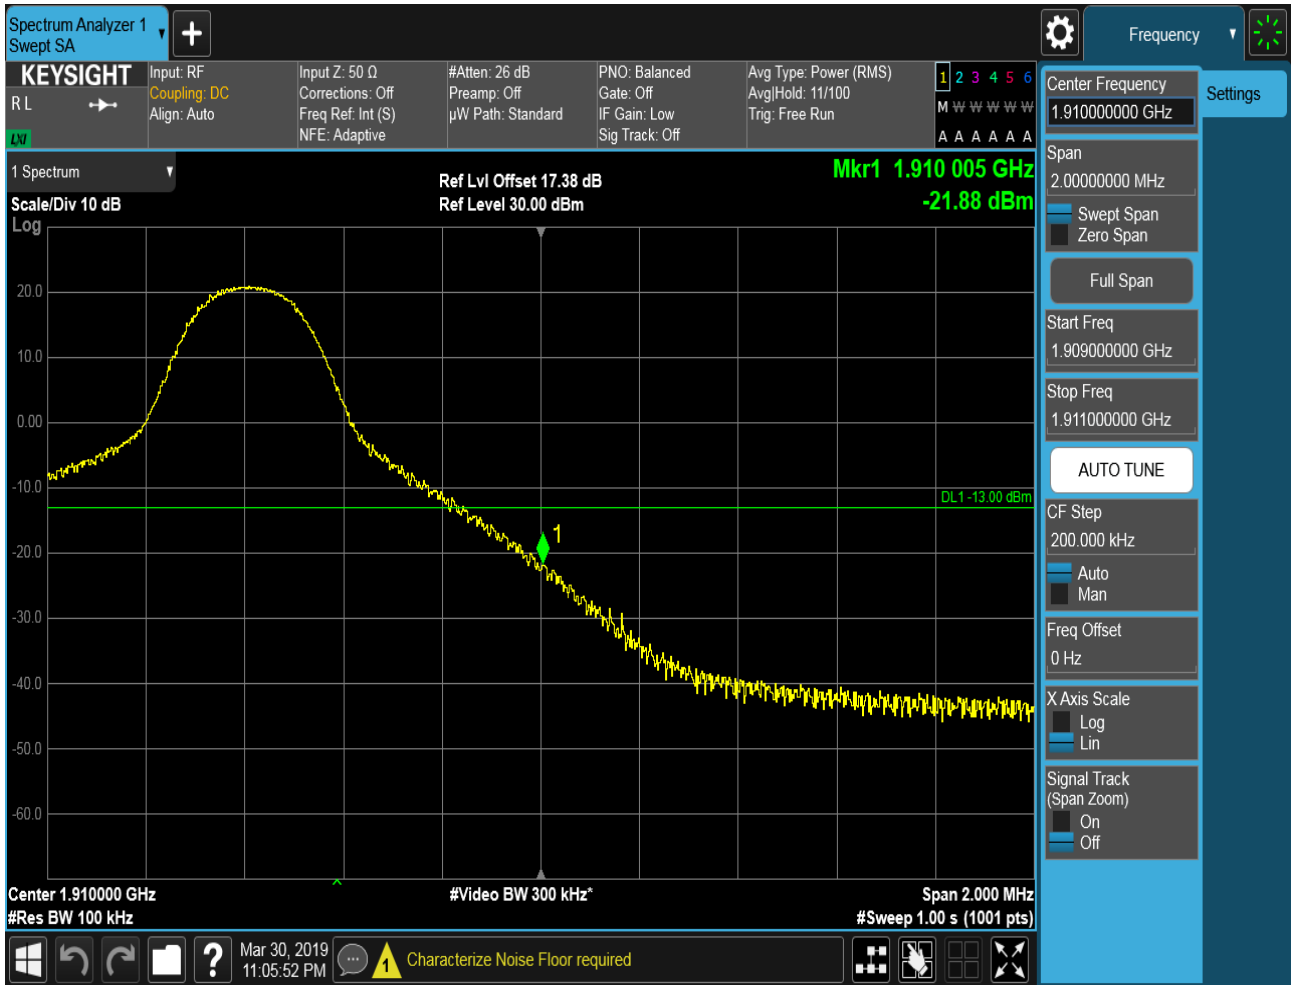 Spectrum Analyzer 1
Swept SA
Frequency
KEYSIGHT
R L
LXI
Input: RF
Coupling: DC
Align: Auto
Input Z: 50 Ω
Corrections: Off
Freq Ref: Int (S)
NFE: Adaptive
#Atten: 26 dB
Preamp: Off
µW Path: Standard
PNO: Balanced
Gate: Off
IF Gain: Low
Sig Track: Off
Avg Type: Power (RMS)
Avg|Hold: 11/100
Trig: Free Run
1 2 3 4 5 6
M W W W W W
A A A A A A
1 Spectrum
Scale/Div 10 dB
Log
Ref Lvl Offset 17.38 dB
Ref Level 30.00 dBm
Mkr1 1.910 005 GHz
-21.88 dBm
20.0
10.0
0.00
-10.0
-20.0
-30.0
-40.0
-50.0
-60.0
DL1 -13.00 dBm
1
Center 1.910000 GHz
#Res BW 100 kHz
#Video BW 300 kHz*
Span 2.000 MHz
#Sweep 1.00 s (1001 pts)
?
Mar 30, 2019
11:05:52 PM
1
Characterize Noise Floor required
Center Frequency
1.910000000 GHz
Settings
Span
2.00000000 MHz
Swept Span
Zero Span
Full Span
Start Freq
1.909000000 GHz
Stop Freq
1.911000000 GHz
AUTO TUNE
CF Step
200.000 kHz
Auto
Man
Freq Offset
0 Hz
X Axis Scale
Log
Lin
Signal Track
(Span Zoom)
On
Off